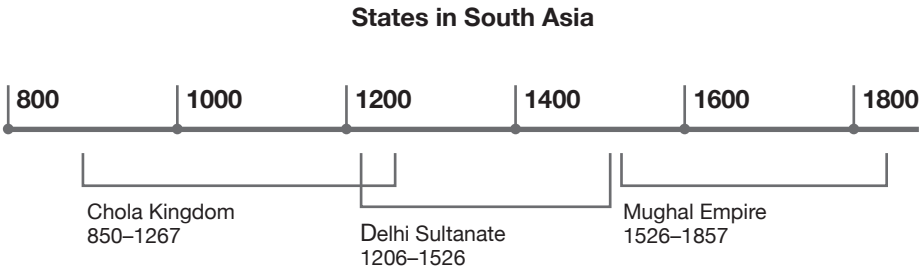 States in South Asia
800 1000 1200 1400 1600 1800
Chola Kingdom
850–1267
Delhi Sultanate
1206–1526
Mughal Empire
1526–1857